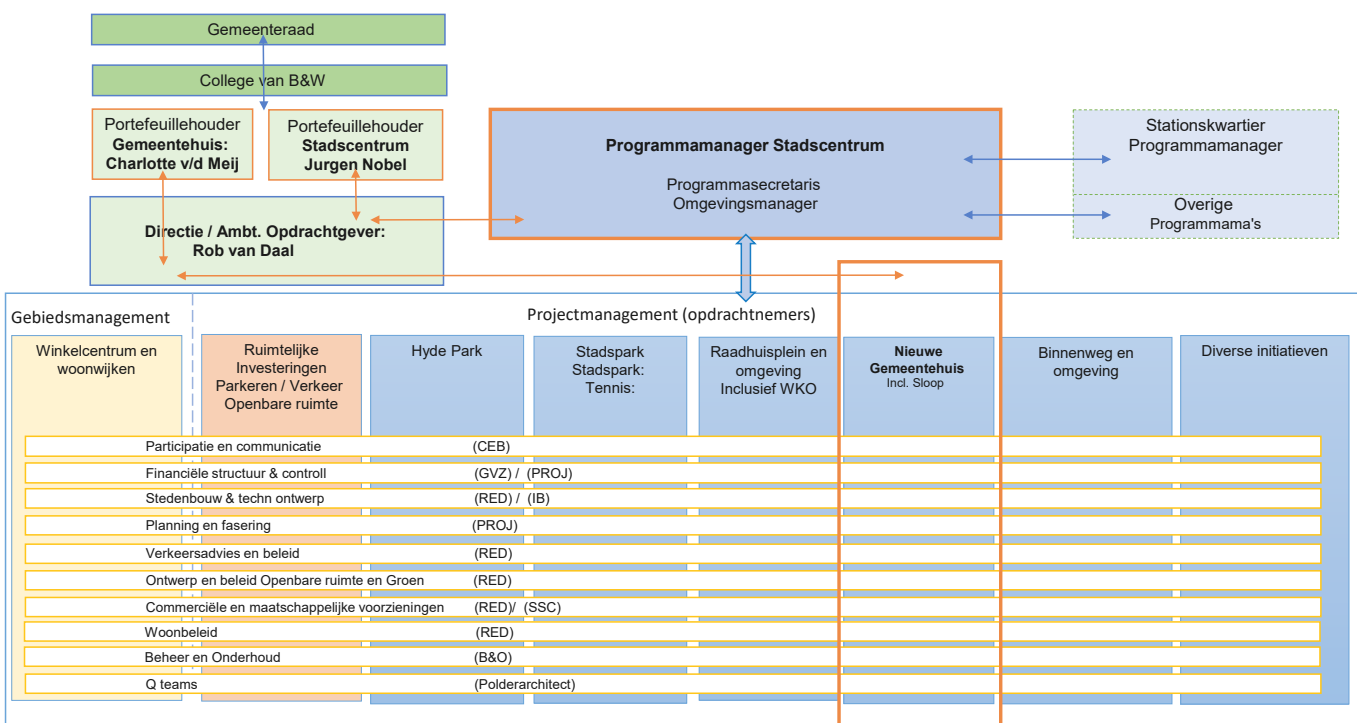 Gemeenteraad
College van B&W
Portefeuillehouder
Gemeentehuis:
Charlotte v/d Meij
Portefeuillehouder
Stadscentrum
Jurgen Nobel
Directie / Ambt. Opdrachtgever:
Rob van Daal
Programmamanager Stadscentrum
Programmasecretaris
Omgevingsmanager
Stationskwartier
Programmamanager
Overige
Programmama's
Gebiedsmanagement
Projectmanagement (opdrachtnemers)
Winkelcentrum en
woonwijken
Ruimtelijke
Investeringen
Parkeren / Verkeer
Openbare ruimte
Hyde Park
Stadspark
Stadspark:
Tennis:
Raadhuisplein en
omgeving
Inclusief WKO
Nieuwe
Gemeentehuis
Incl. Sloop
Binnenweg en
omgeving
Diverse initiatieven
Participatie en communicatie (CEB)
Financiële structuur & controll (GVZ) / (PROJ)
Stedenbouw & techn ontwerp (RED) / (IB)
Planning en fasering (PROJ)
Verkeersadvies en beleid (RED)
Ontwerp en beleid Openbare ruimte en Groen (RED)
Commerciële en maatschappelijke voorzieningen (RED)/ (SSC)
Woonbeleid (RED)
Beheer en Onderhoud (B&O)
Q teams (Polderarchitect)